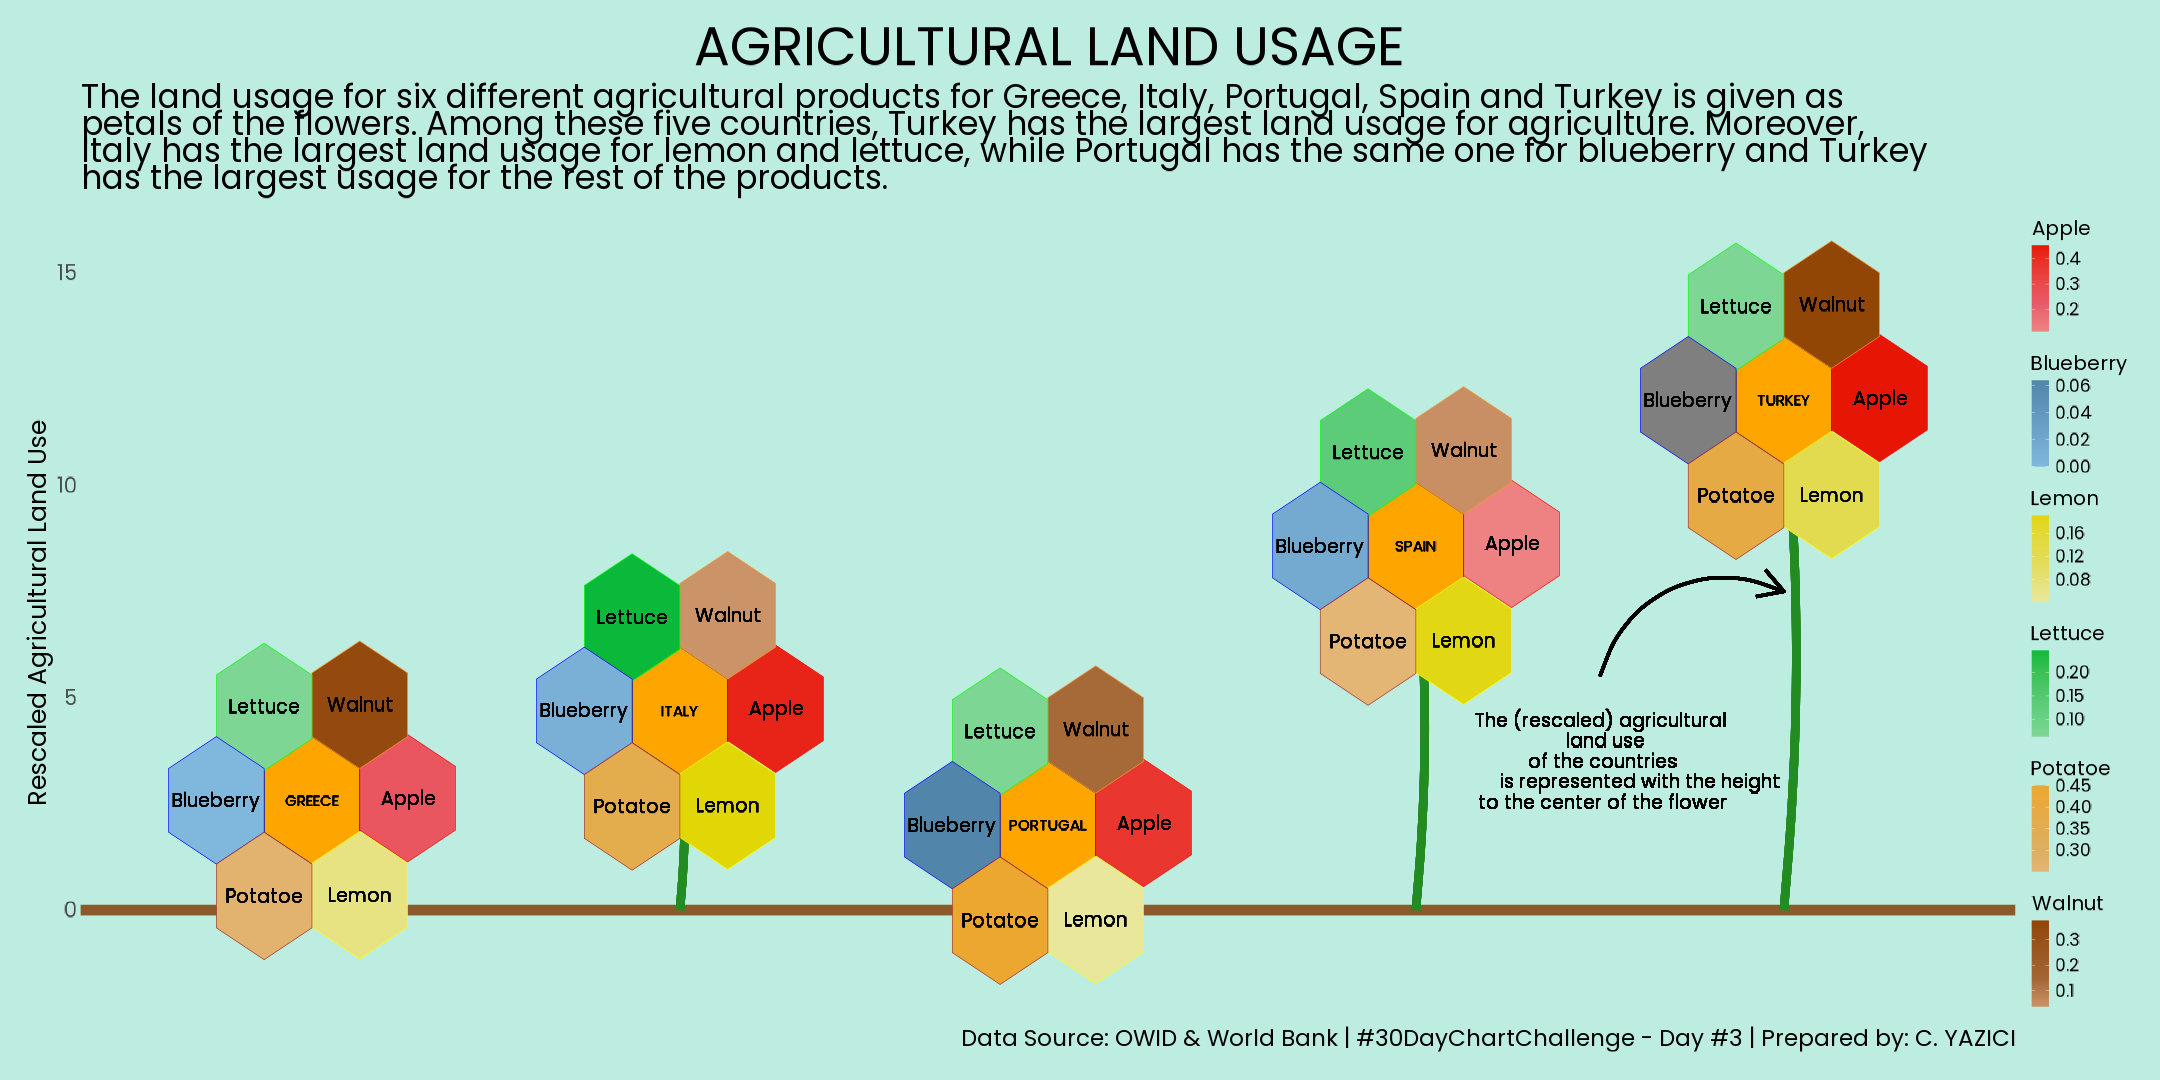 AGRICULTURAL LAND USAGE
The land usage for six different agricultural products for Greece, Italy, Portugal, Spain and Turkey is given as
petals of the flowers. Among these five countries, Turkey has the largest land usage for agriculture. Moreover,
Italy has the largest land usage for lemon and lettuce, while Portugal has the same one for blueberry and Turkey
has the largest usage for the rest of the products.
Rescaled Agricultural Land Use
15
10
5
0
Lettuce
Walnut
Blueberry
GREECE
Apple
Potatoe
Lemon
Lettuce
Walnut
Blueberry
ITALY
Apple
Potatoe
Lemon
Lettuce
Walnut
Blueberry
PORTUGAL
Apple
Potatoe
Lemon
Lettuce
Walnut
Blueberry
SPAIN
Apple
Potatoe
Lemon
Lettuce
Walnut
Blueberry
TURKEY
Apple
Potatoe
Lemon
The (rescaled) agricultural
land use
of the countries
is represented with the height
to the center of the flower
Apple
0.4
0.3
0.2
Blueberry
0.06
0.04
0.02
0.00
Lemon
0.16
0.12
0.08
Lettuce
0.20
0.15
0.10
Potatoe
0.45
0.40
0.35
0.30
Walnut
0.3
0.2
0.1
Data Source: OWID & World Bank | #30DayChartChallenge - Day #3 | Prepared by: C. YAZICI